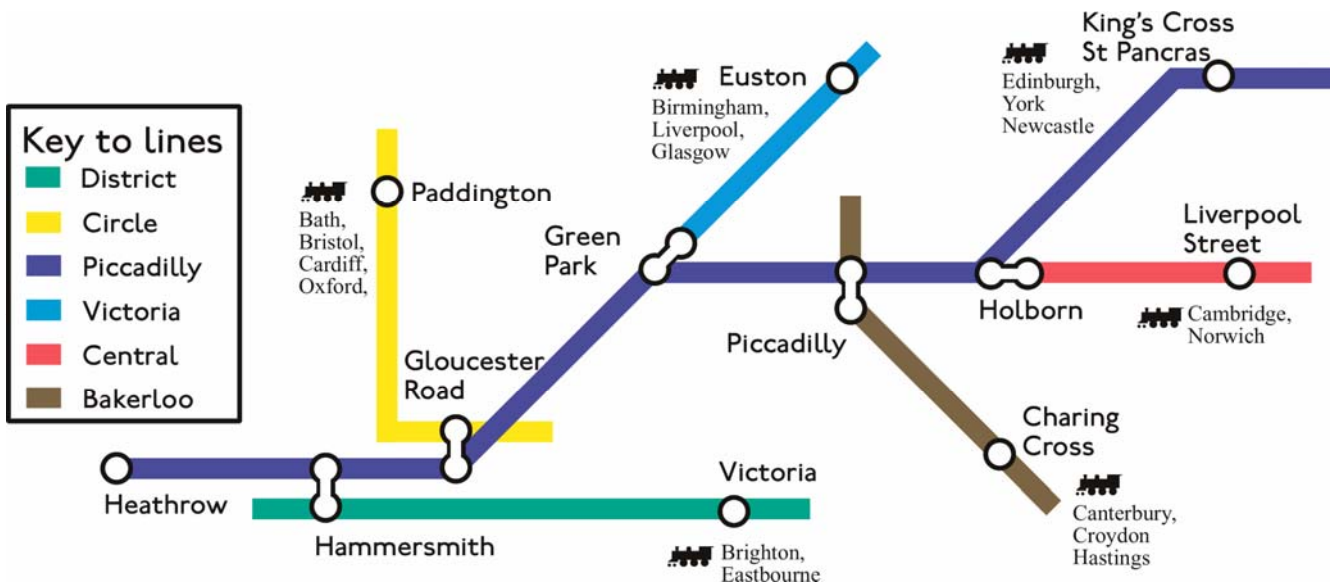 Key to lines
District
Circle
Piccadilly
Victoria
Central
Bakerloo
Paddington
Bath,
Bristol,
Cardiff,
Oxford,
Euston
Birmingham,
Liverpool,
Glasgow
King's Cross
St Pancras
Edinburgh,
York
Newcastle
Green
Park
Piccadilly
Holborn
Liverpool
Street
Cambridge,
Norwich
Gloucester
Road
Heathrow
Hammersmith
Victoria
Brighton,
Eastbourne
Charing
Cross
Canterbury,
Croydon
Hastings